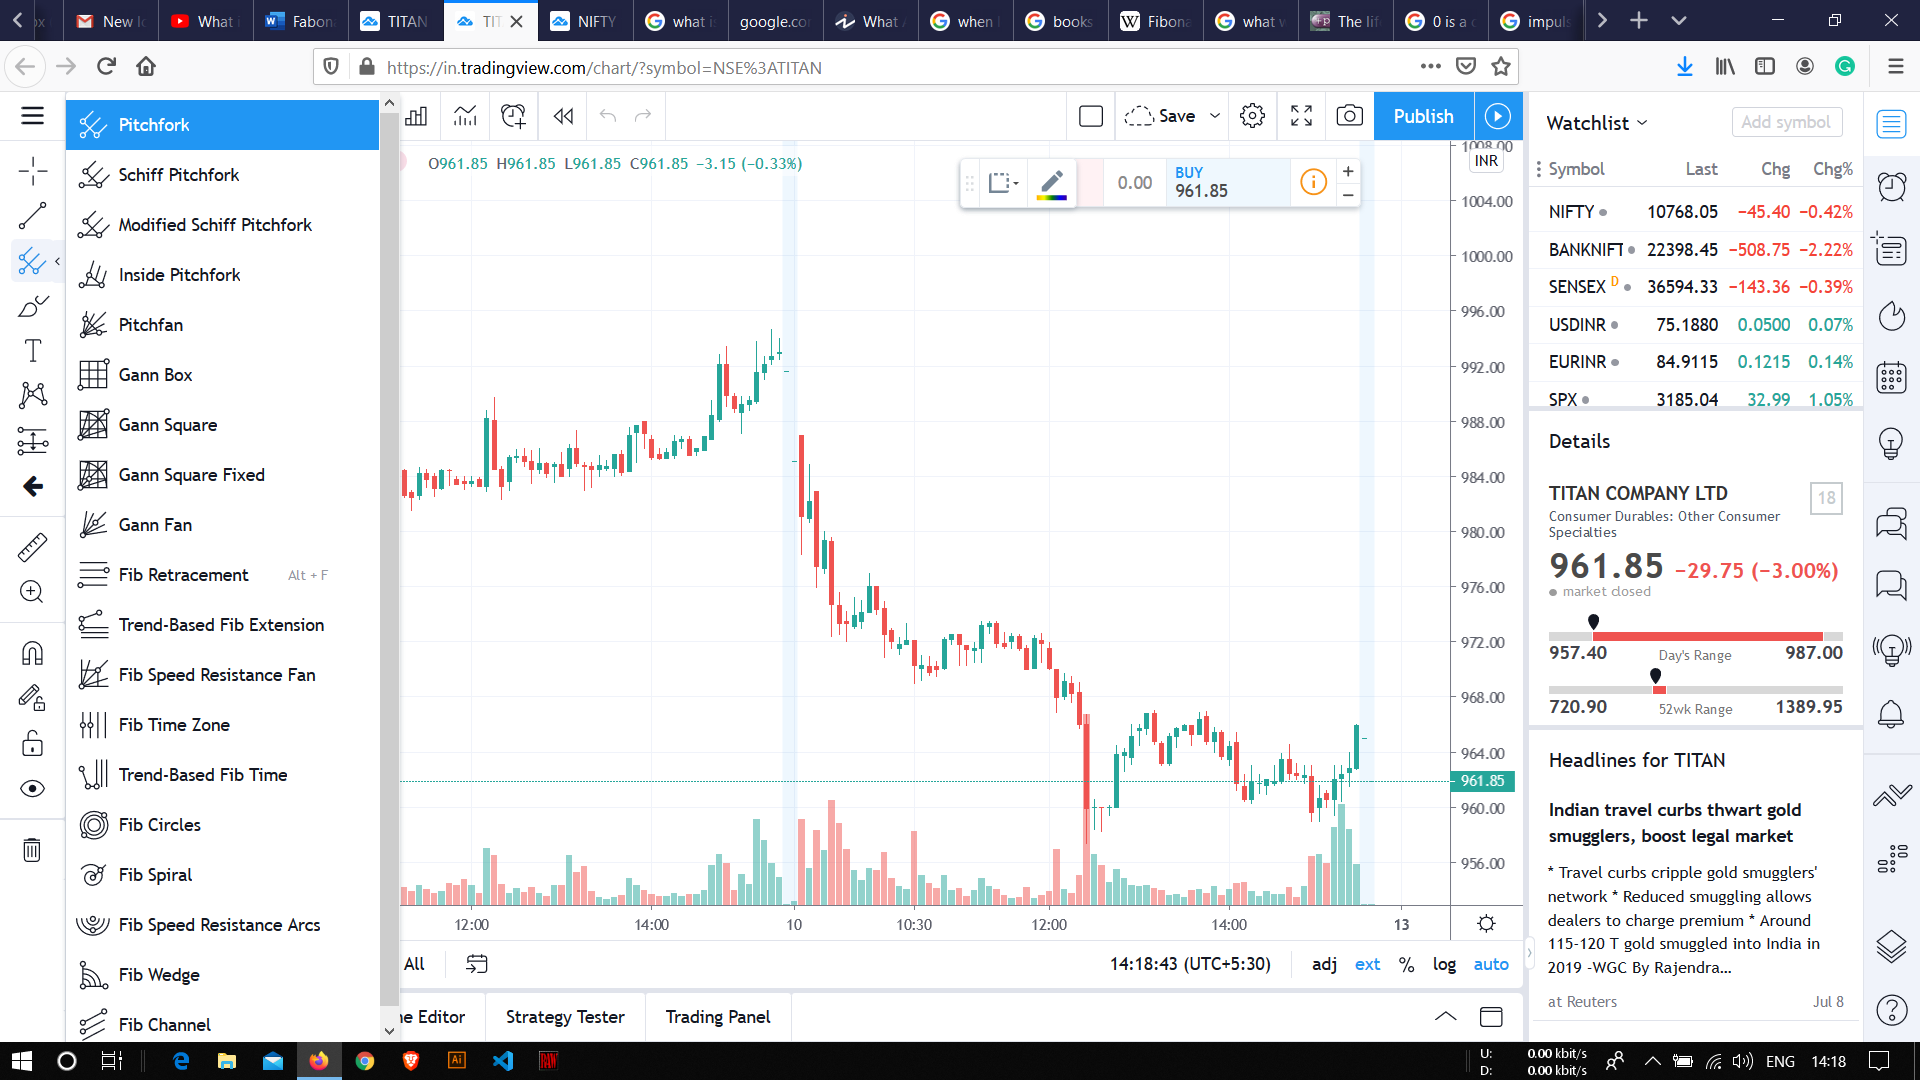 New I
What i
W Fabon
TITAN
TIT
NIFTY
what i
google.co
What
when
books
W Fibona
what w
The life
0 is a c
impuls
https://in.tradingview.com/chart/?symbol=NSE%3ATITAN
Save
Publish
O961.85 H961.85 L961.85 C961.85 −3.15 (−0.33%)
0.00
BUY
961.85
INR
Pitchfork
Schiff Pitchfork
Modified Schiff Pitchfork
Inside Pitchfork
Pitchfan
Gann Box
Gann Square
Gann Square Fixed
Gann Fan
Fib Retracement Alt + F
Trend-Based Fib Extension
Fib Speed Resistance Fan
Fib Time Zone
Trend-Based Fib Time
Fib Circles
Fib Spiral
Fib Speed Resistance Arcs
Fib Wedge
Fib Channel
1008.00
1004.00
1000.00
996.00
992.00
988.00
984.00
980.00
976.00
972.00
968.00
964.00
961.85
960.00
956.00
12:00 14:00 10 10:30 12:00 14:00 13
All
14:18:43 (UTC+5:30) adj ext % log auto
ne Editor Strategy Tester Trading Panel
Watchlist Add symbol
Symbol Last Chg Chg%
NIFTY 10768.05 −45.40 −0.42%
BANKNIFT 22398.45 −508.75 −2.22%
SENSEX D 36594.33 −143.36 −0.39%
USDINR 75.1880 0.0500 0.07%
EURINR 84.9115 0.1215 0.14%
SPX 3185.04 32.99 1.05%
Details
TITAN COMPANY LTD 18
Consumer Durables: Other Consumer
Specialties
961.85 −29.75 (−3.00%)
market closed
957.40 Day's Range 987.00
720.90 52wk Range 1389.95
Headlines for TITAN
Indian travel curbs thwart gold
smugglers, boost legal market
* Travel curbs cripple gold smugglers'
network * Reduced smuggling allows
dealers to charge premium * Around
115-120 T gold smuggled into India in
2019 -WGC By Rajendra...
at Reuters Jul 8
U: 0.00 kbit/s
D: 0.00 kbit/s
ENG 14:18